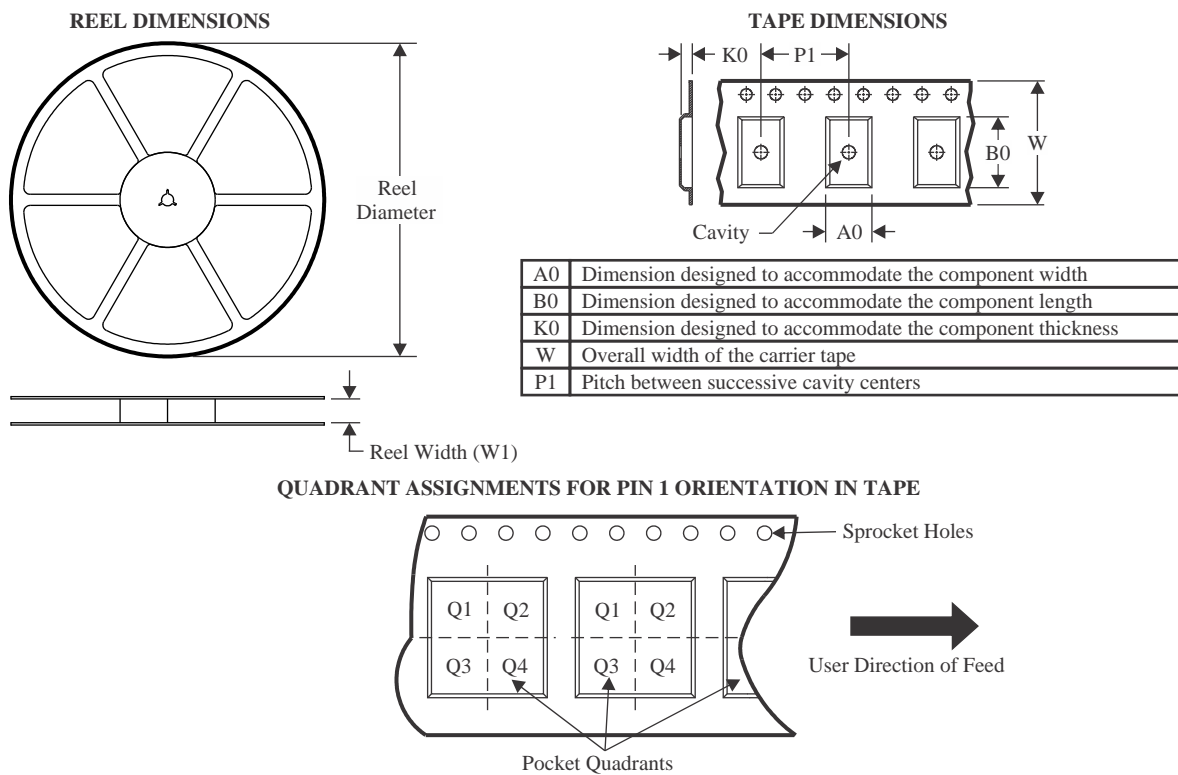 REEL DIMENSIONS
Reel
Diameter
Reel Width (W1)
TAPE DIMENSIONS
K0 P1
B0 W
Cavity A0
A0 Dimension designed to accommodate the component width
B0 Dimension designed to accommodate the component length
K0 Dimension designed to accommodate the component thickness
W Overall width of the carrier tape
P1 Pitch between successive cavity centers
QUADRANT ASSIGNMENTS FOR PIN 1 ORIENTATION IN TAPE
Sprocket Holes
Q1 Q2 Q1 Q2
Q3 Q4 Q3 Q4
User Direction of Feed
Pocket Quadrants